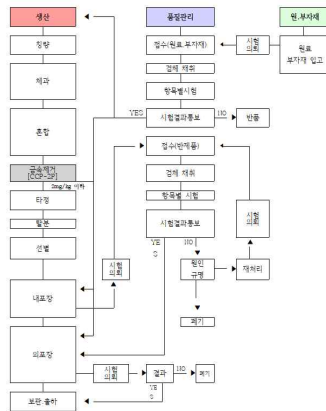 생산
품질관리
원.부자재
칭량
접수(원료.부자재)
시험
의뢰
원료
부자재 입고
체과
검체 채취
항목별시험
YES
IIO
혼합
시험결과통보
반품
접수(반제품)
금속제거
[CCP-2P]
2mg/kg 이하
검체 채취
타정
항목별 시험
탈분
시험결과통보
시험
의뢰
선별
YE
S
IIO
시험
의뢰
원인
규명
재처리
내포장
폐기
외포장
시험
의뢰
결과
IIO
폐기
YE
S
보관 출하